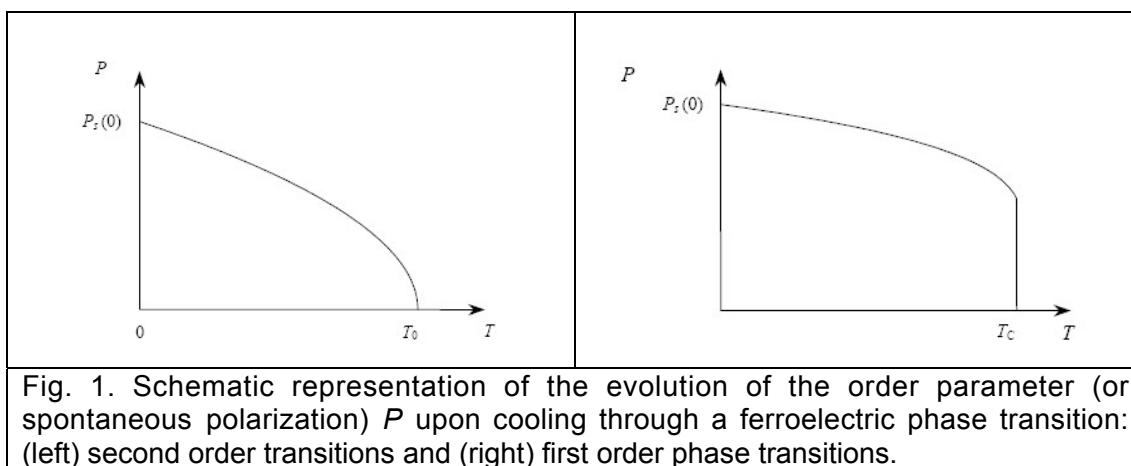 P
P_s(0)
0
T_0
T
P
P_s(0)
T_C
T
Fig. 1. Schematic representation of the evolution of the order parameter (or
spontaneous polarization) P upon cooling through a ferroelectric phase transition:
(left) second order transitions and (right) first order phase transitions.